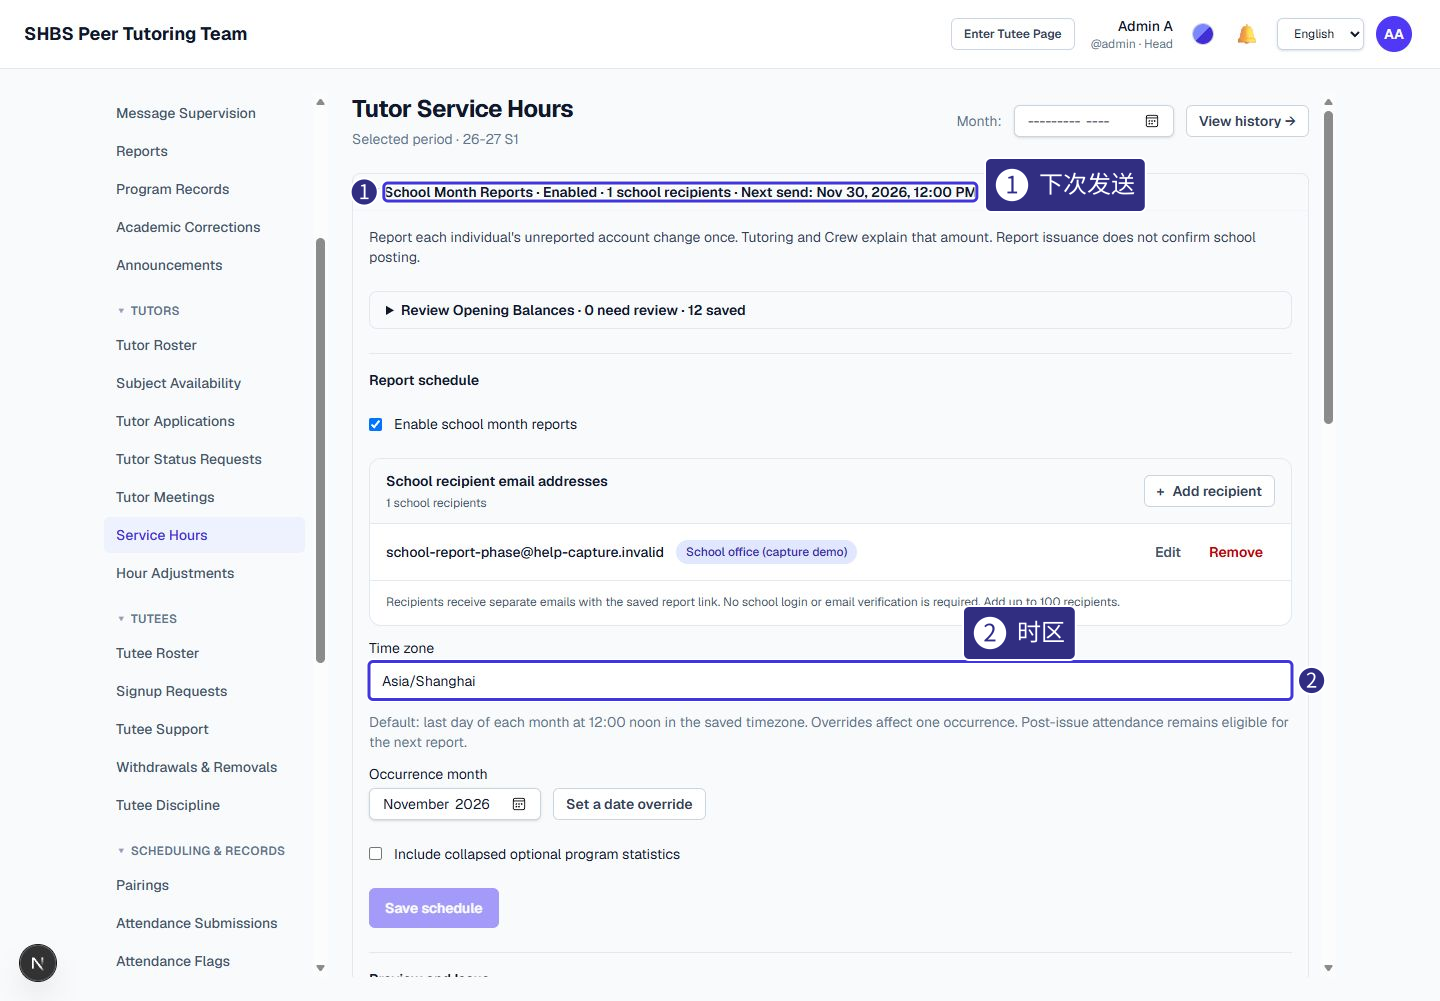 SHBS Peer Tutoring Team
Enter Tutee Page
Admin A
@admin · Head
English
AA
Message Supervision
Reports
Program Records
Academic Corrections
Announcements
TUTORS
Tutor Roster
Subject Availability
Tutor Applications
Tutor Status Requests
Tutor Meetings
Service Hours
Hour Adjustments
TUTEES
Tutee Roster
Signup Requests
Tutee Support
Withdrawals & Removals
Tutee Discipline
SCHEDULING & RECORDS
Pairings
Attendance Submissions
Attendance Flags
N
Tutor Service Hours
Selected period · 26-27 S1
Month:
--------- ----
View history →
1
School Month Reports · Enabled · 1 school recipients · Next send: Nov 30, 2026, 12:00 PM
1 下次发送
Report each individual's unreported account change once. Tutoring and Crew explain that amount. Report issuance does not confirm school
posting.
Review Opening Balances · 0 need review · 12 saved
Report schedule
Enable school month reports
School recipient email addresses
1 school recipients
+ Add recipient
school-report-phase@help-capture.invalid
School office (capture demo)
Edit
Remove
Recipients receive separate emails with the saved report link. No school login or email verification is required. Add up to 100 recipients.
2 时区
Time zone
Asia/Shanghai
2
Default: last day of each month at 12:00 noon in the saved timezone. Overrides affect one occurrence. Post-issue attendance remains eligible for
the next report.
Occurrence month
November 2026
Set a date override
Include collapsed optional program statistics
Save schedule